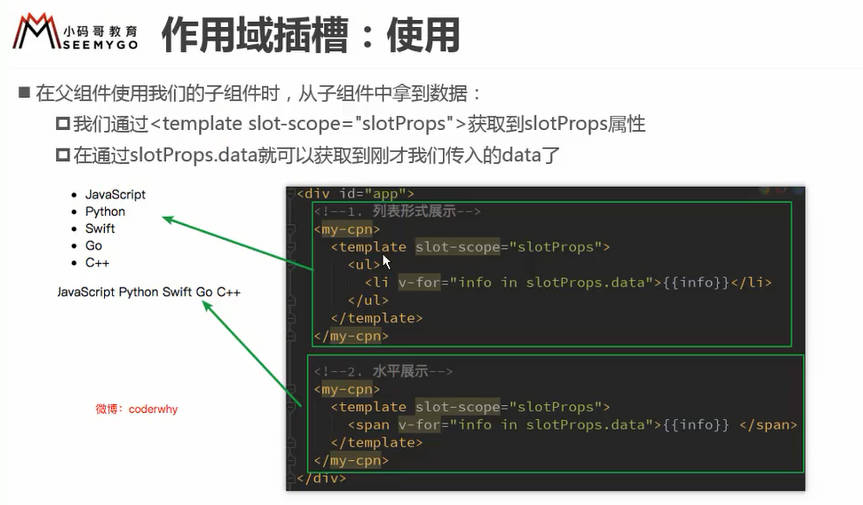 小码哥教育
SEEMYGO
作用域插槽：使用
在父组件使用我们的子组件时，从子组件中拿到数据：
我们通过<template slot-scope="slotProps">获取到slotProps属性
在通过slotProps.data就可以获取到刚才我们传入的data了
JavaScript
Python
Swift
Go
C++
JavaScript Python Swift Go C++
微博：coderwhy
<div id="app">
<!--1. 列表形式展示-->
<my-cpn>
<template slot-scope="slotProps">
<ul>
<li v-for="info in slotProps.data">{{info}}</li>
</ul>
</template>
</my-cpn>
<!--2. 水平展示-->
<my-cpn>
<template slot-scope="slotProps">
<span v-for="info in slotProps.data">{{info}} </span>
</template>
</my-cpn>
</div>